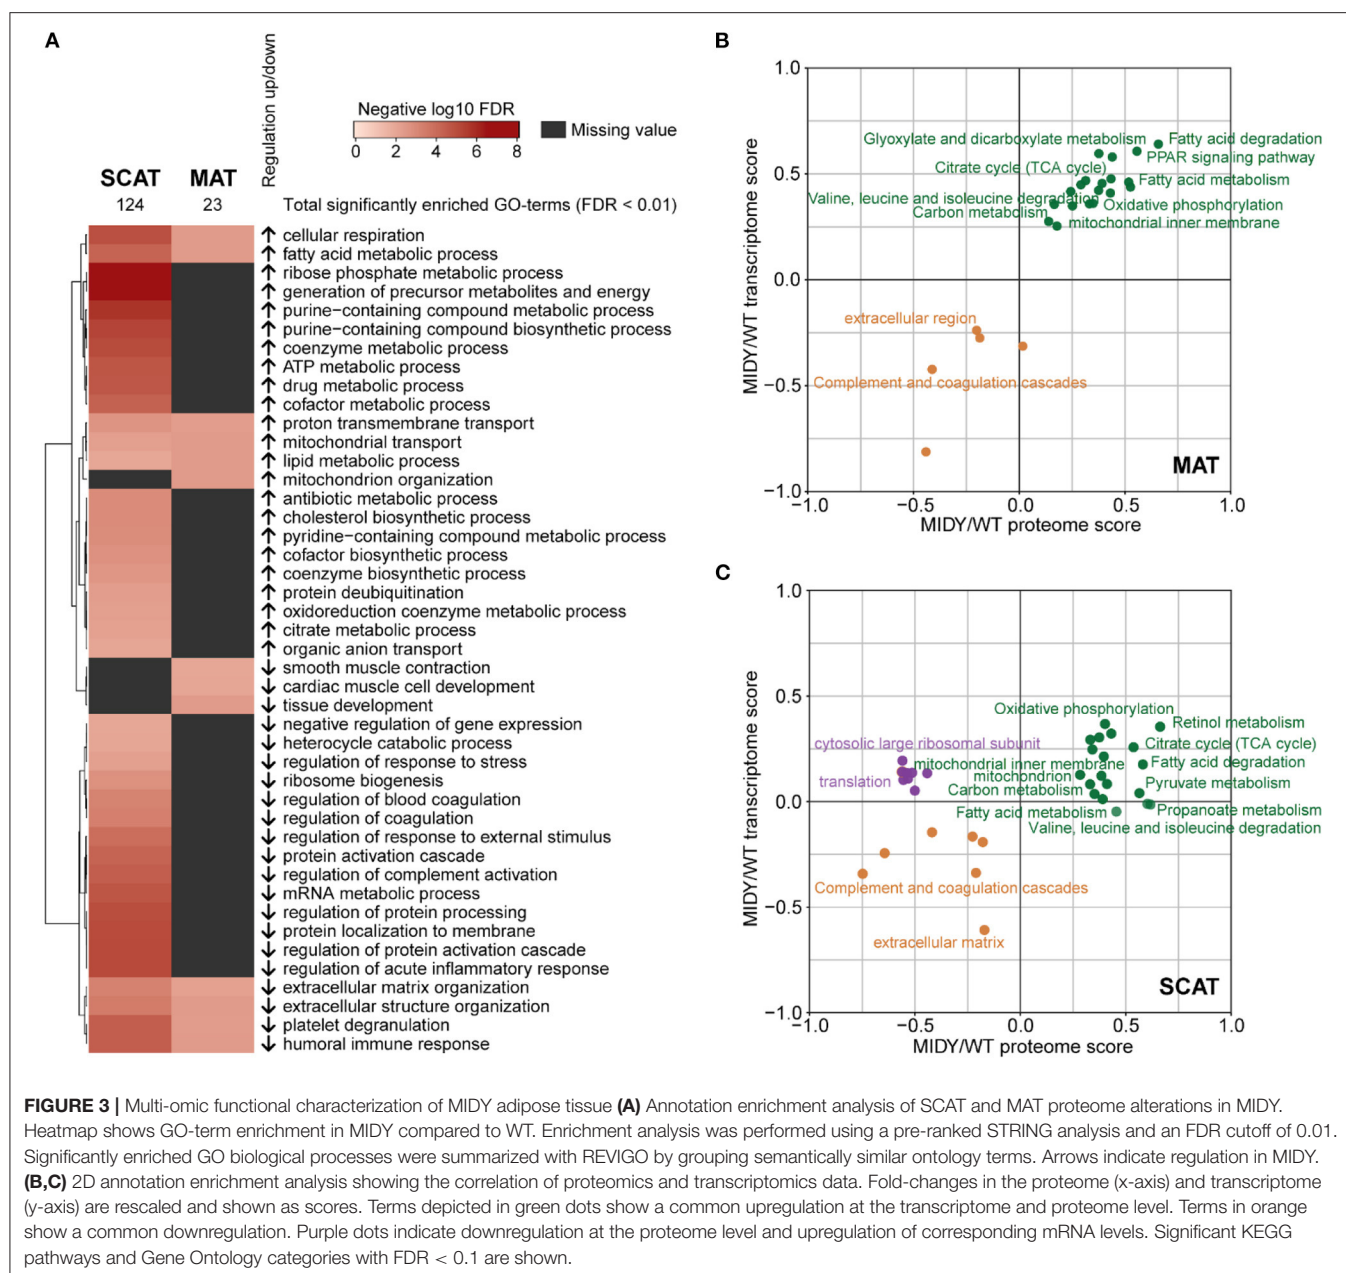 A
Regulation up/down
Negative log10 FDR
0 2 4 6 8
Missing value
SCAT MAT
124 23 Total significantly enriched GO-terms (FDR < 0.01)
↑ cellular respiration
↑ fatty acid metabolic process
↑ ribose phosphate metabolic process
↑ generation of precursor metabolites and energy
↑ purine−containing compound metabolic process
↑ purine−containing compound biosynthetic process
↑ coenzyme metabolic process
↑ ATP metabolic process
↑ drug metabolic process
↑ cofactor metabolic process
↑ proton transmembrane transport
↑ mitochondrial transport
↑ lipid metabolic process
↑ mitochondrion organization
↑ antibiotic metabolic process
↑ cholesterol biosynthetic process
↑ pyridine−containing compound metabolic process
↑ cofactor biosynthetic process
↑ coenzyme biosynthetic process
↑ protein deubiquitination
↑ oxidoreduction coenzyme metabolic process
↑ citrate metabolic process
↑ organic anion transport
↓ smooth muscle contraction
↓ cardiac muscle cell development
↓ tissue development
↓ negative regulation of gene expression
↓ heterocycle catabolic process
↓ regulation of response to stress
↓ ribosome biogenesis
↓ regulation of blood coagulation
↓ regulation of coagulation
↓ regulation of response to external stimulus
↓ protein activation cascade
↓ regulation of complement activation
↓ mRNA metabolic process
↓ regulation of protein processing
↓ protein localization to membrane
↓ regulation of protein activation cascade
↓ regulation of acute inflammatory response
↓ extracellular matrix organization
↓ extracellular structure organization
↓ platelet degranulation
↓ humoral immune response
B
MIDY/WT transcriptome score
1.0
0.5
0.0
−0.5
−1.0
Glyoxylate and dicarboxylate metabolism
Fatty acid degradation
PPAR signaling pathway
Citrate cycle (TCA cycle)
Fatty acid metabolism
Valine, leucine and isoleucine degradation
Oxidative phosphorylation
Carbon metabolism
mitochondrial inner membrane
extracellular region
Complement and coagulation cascades
MAT
−1.0 −0.5 0.0 0.5 1.0
MIDY/WT proteome score
C
MIDY/WT transcriptome score
1.0
0.5
0.0
−0.5
−1.0
Oxidative phosphorylation
Retinol metabolism
cytosolic large ribosomal subunit
Citrate cycle (TCA cycle)
mitochondrial inner membrane
Fatty acid degradation
translation
mitochondrion
Pyruvate metabolism
Carbon metabolism
Fatty acid metabolism
Propanoate metabolism
Valine, leucine and isoleucine degradation
Complement and coagulation cascades
extracellular matrix
SCAT
−1.0 −0.5 0.0 0.5 1.0
MIDY/WT proteome score
FIGURE 3 | Multi-omic functional characterization of MIDY adipose tissue (A) Annotation enrichment analysis of SCAT and MAT proteome alterations in MIDY.
Heatmap shows GO-term enrichment in MIDY compared to WT. Enrichment analysis was performed using a pre-ranked STRING analysis and an FDR cutoff of 0.01.
Significantly enriched GO biological processes were summarized with REVIGO by grouping semantically similar ontology terms. Arrows indicate regulation in MIDY.
(B,C) 2D annotation enrichment analysis showing the correlation of proteomics and transcriptomics data. Fold-changes in the proteome (x-axis) and transcriptome
(y-axis) are rescaled and shown as scores. Terms depicted in green dots show a common upregulation at the transcriptome and proteome level. Terms in orange
show a common downregulation. Purple dots indicate downregulation at the proteome level and upregulation of corresponding mRNA levels. Significant KEGG
pathways and Gene Ontology categories with FDR < 0.1 are shown.